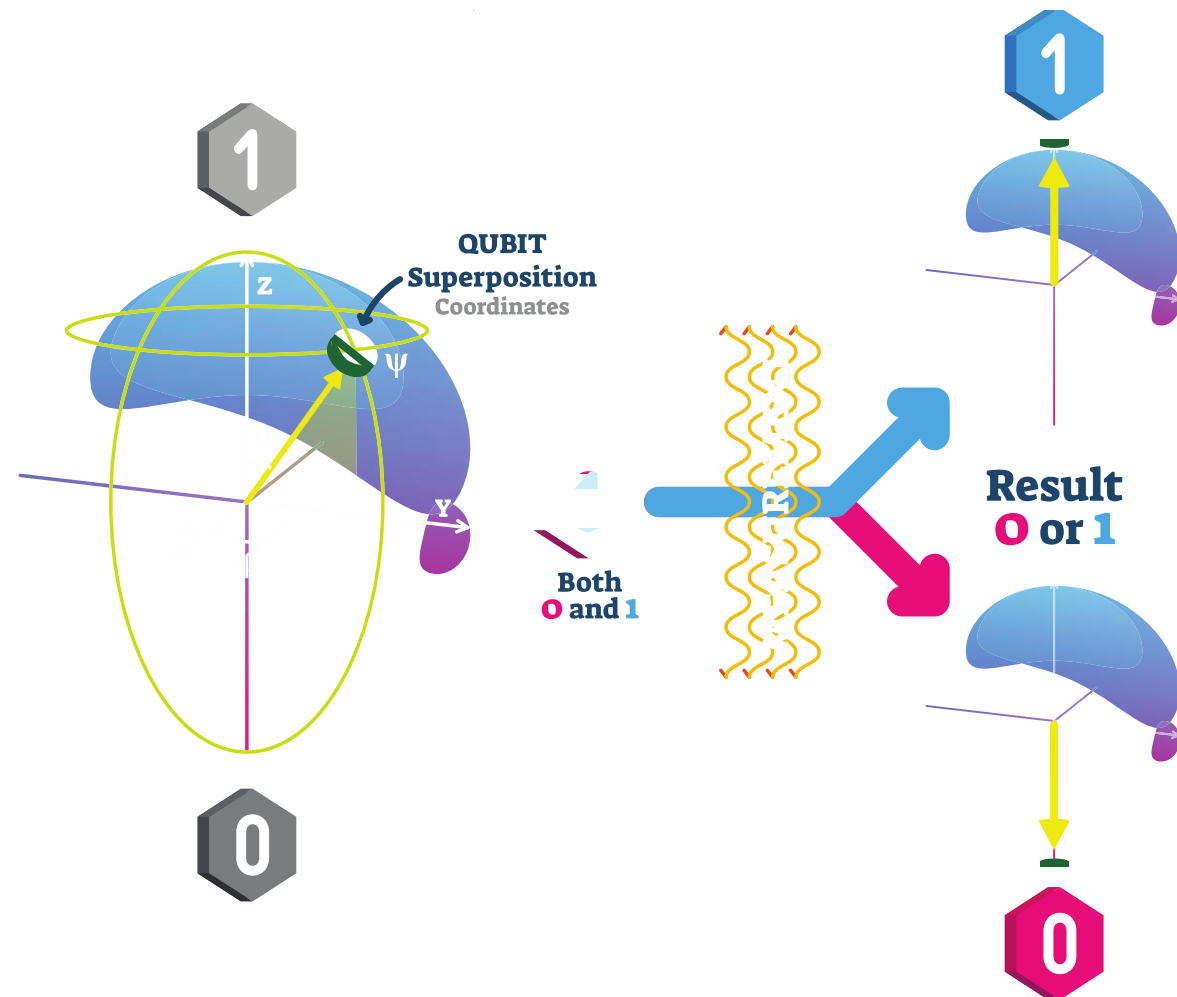 1
QUBIT
Superposition
Coordinates
Z
ψ
Y
0
Both
0 and 1
R
1
Result
0 or 1
0